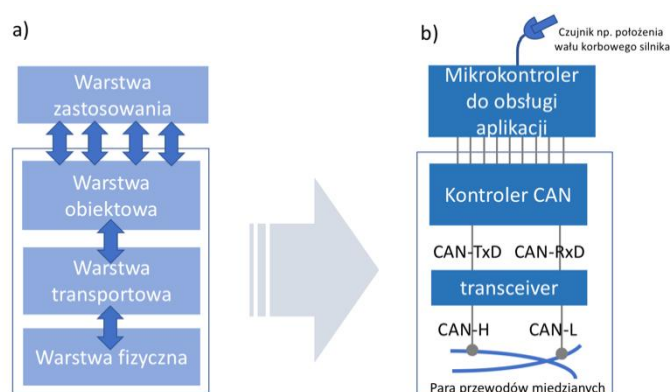 a)
Warstwa
zastosowania
Warstwa
obiektowa
Warstwa
transportowa
Warstwa fizyczna
b)
Czujnik np. położenia
wału korbowego silnika
Mikrokontroler
do obsługi
aplikacji
Kontroler CAN
CAN-TxD CAN-RxD
transceiver
CAN-H CAN-L
Para przewodów miedzianych